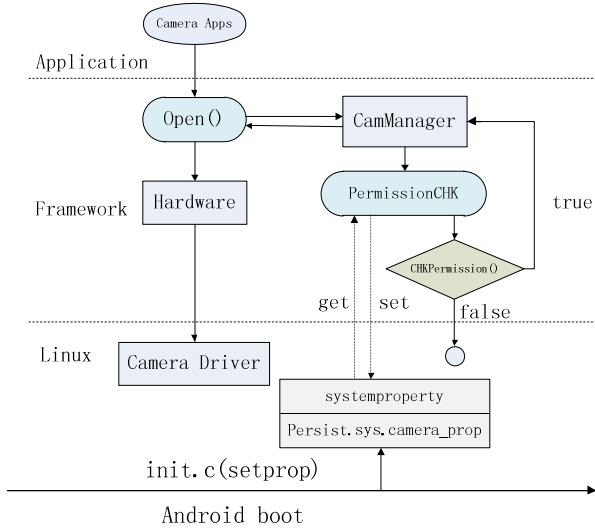 Camera Apps
Application
Open()
CamManager
PermissionCHK
Framework
Hardware
true
CHKPermission()
get
set
false
Linux
Camera Driver
systemproperty
Persist.sys.camera_prop
init.c(setprop)
Android boot